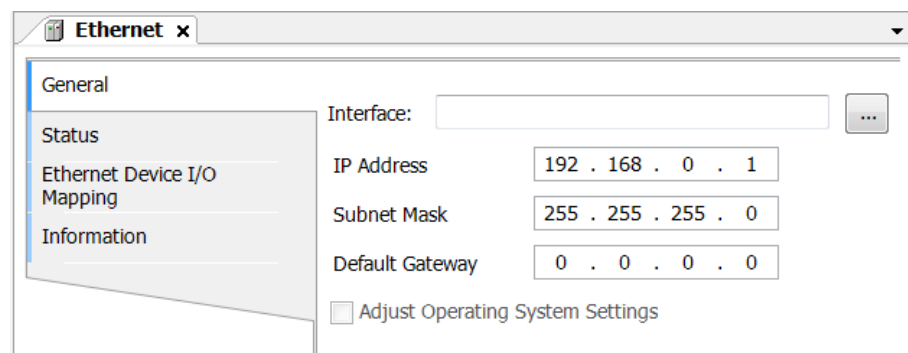 Ethernet x
General
Interface: ...
Status
IP Address 192 . 168 . 0 . 1
Ethernet Device I/O
Mapping
Subnet Mask 255 . 255 . 255 . 0
Information
Default Gateway 0 . 0 . 0 . 0
Adjust Operating System Settings